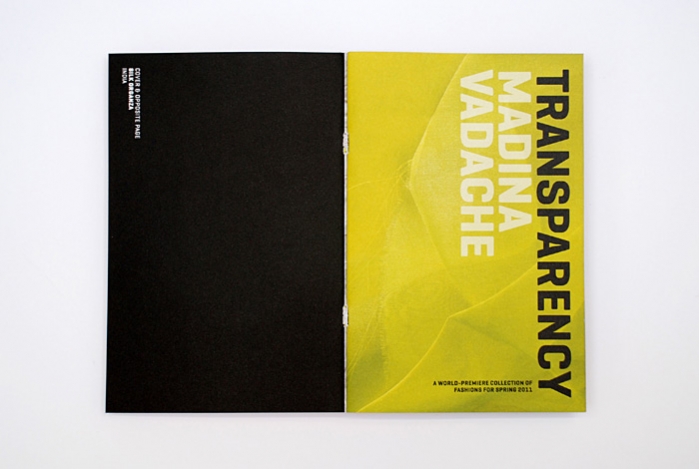 COVER & OPPOSITE PAGE
SILK ORGANZA
INDIA
TRANSPARENCY
MADINA
VADACHE
A WORLD-PREMIERE COLLECTION OF
FASHIONS FOR SPRING 2011